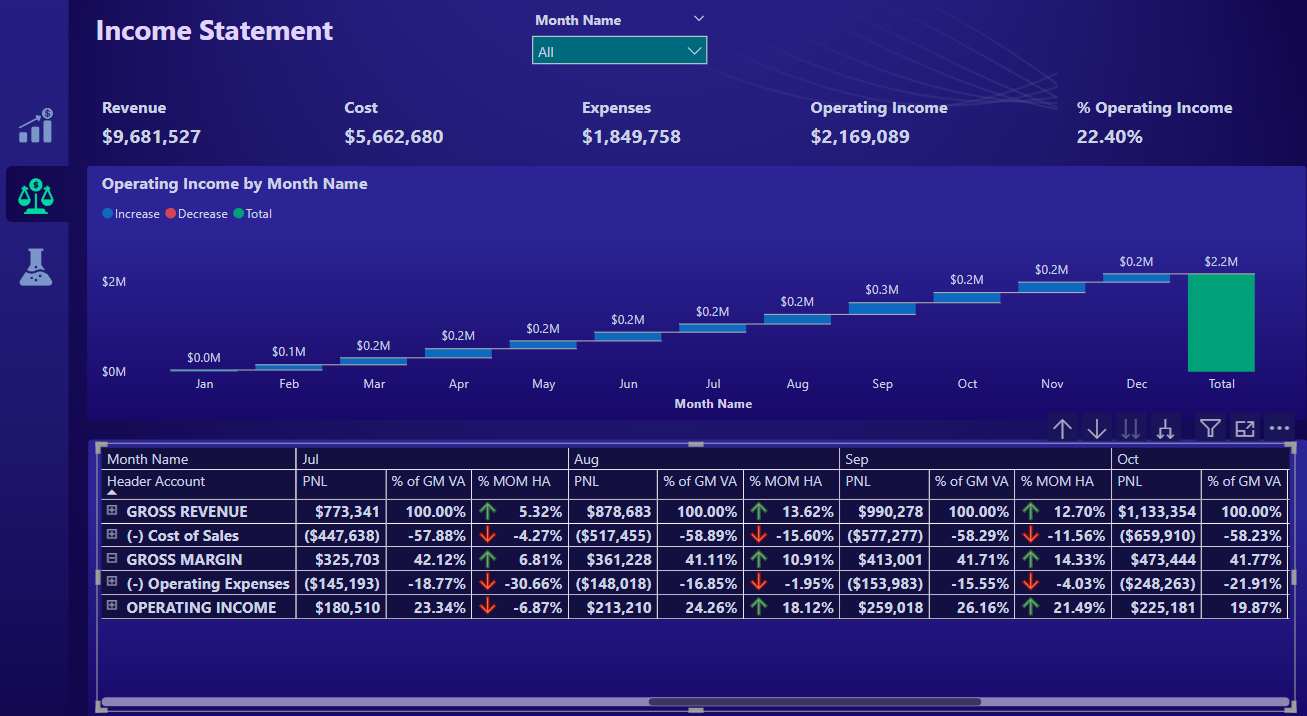 Income Statement
Month Name
All
Revenue Cost Expenses Operating Income % Operating Income
$9,681,527 $5,662,680 $1,849,758 $2,169,089 22.40%
Operating Income by Month Name
Increase Decrease Total
$2M
$0M
$0.0M $0.1M $0.2M $0.2M $0.2M $0.2M $0.2M $0.2M $0.3M $0.2M $0.2M $0.2M $2.2M
Jan Feb Mar Apr May Jun Jul Aug Sep Oct Nov Dec Total
Month Name
Month Name Jul Aug Sep Oct
Header Account PNL % of GM VA % MOM HA PNL % of GM VA % MOM HA PNL % of GM VA % MOM HA PNL % of GM VA
GROSS REVENUE $773,341 100.00% 5.32% $878,683 100.00% 13.62% $990,278 100.00% 12.70% $1,133,354 100.00%
(-) Cost of Sales ($447,638) -57.88% -4.27% ($517,455) -58.89% -15.60% ($577,277) -58.29% -11.56% ($659,910) -58.23%
GROSS MARGIN $325,703 42.12% 6.81% $361,228 41.11% 10.91% $413,001 41.71% 14.33% $473,444 41.77%
(-) Operating Expenses ($145,193) -18.77% -30.66% ($148,018) -16.85% -1.95% ($153,983) -15.55% -4.03% ($248,263) -21.91%
OPERATING INCOME $180,510 23.34% -6.87% $213,210 24.26% 18.12% $259,018 26.16% 21.49% $225,181 19.87%